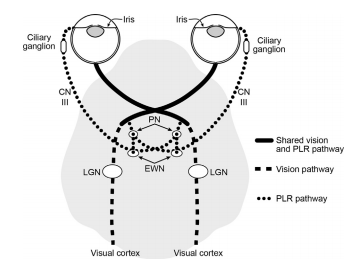 Iris
Iris
Ciliary
ganglion
Ciliary
ganglion
CN
III
CN
III
PN
EWN
LGN
LGN
Shared vision
and PLR pathway
Vision pathway
PLR pathway
Visual cortex
Visual cortex